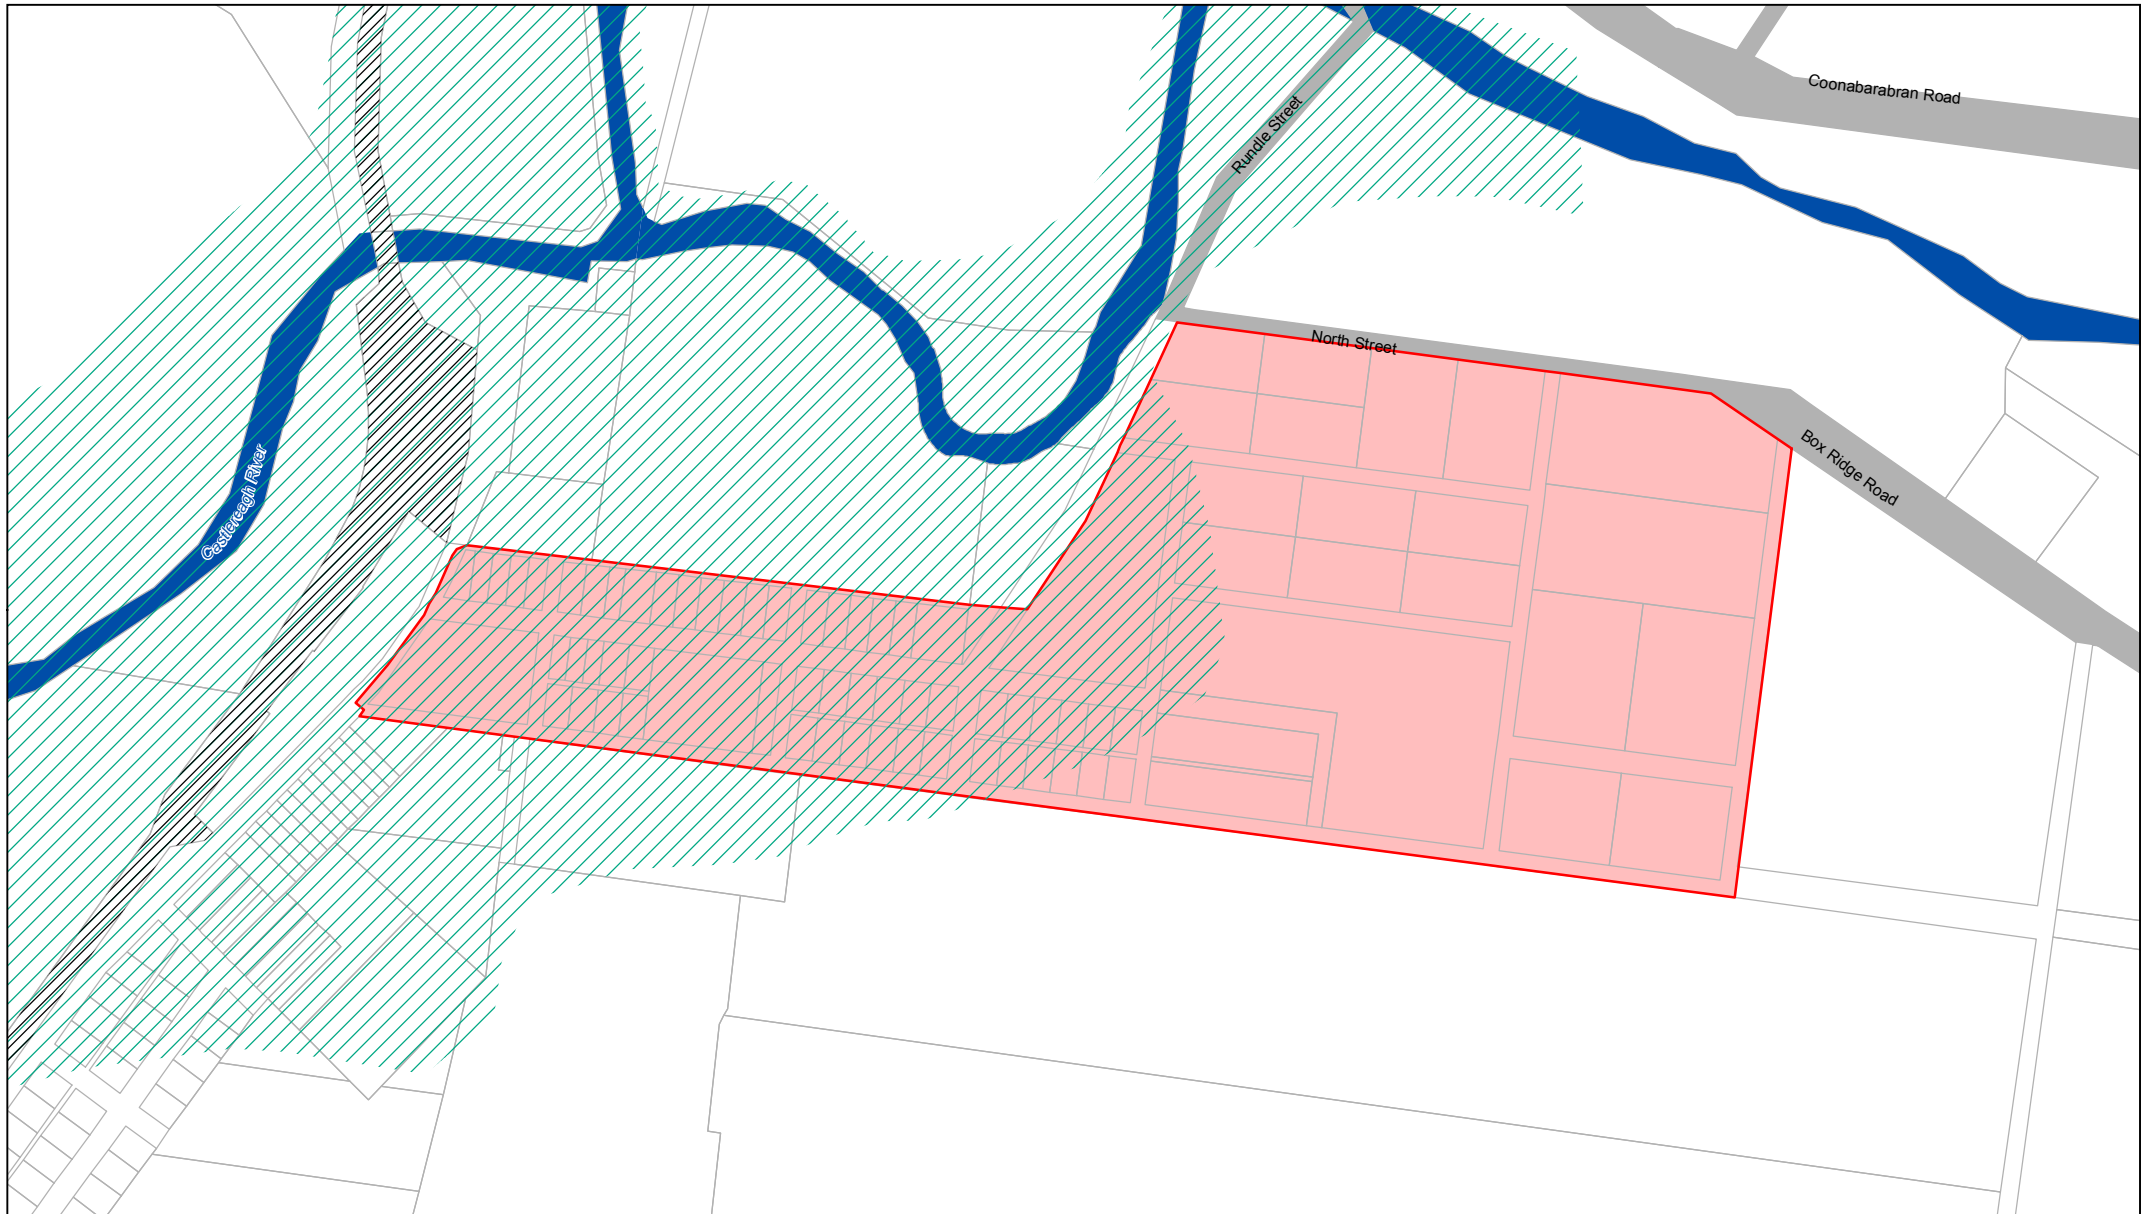 Coonabarabran Road
Rundle Street
North Street
Box Ridge Road
Castlereagh River